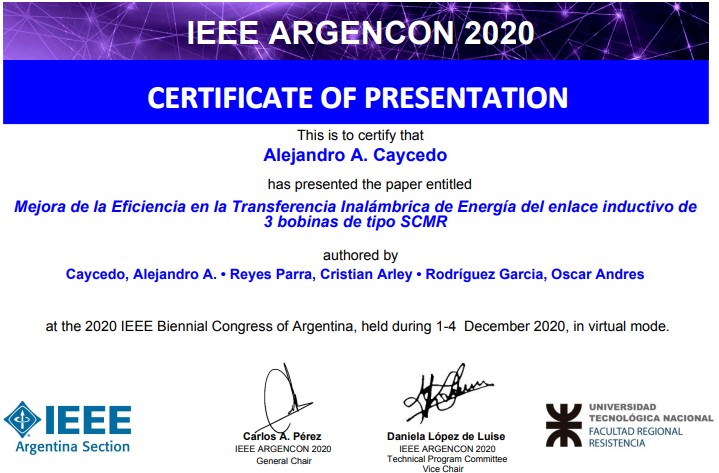 IEEE ARGENCON 2020
CERTIFICATE OF PRESENTATION
This is to certify that
Alejandro A. Caycedo
has presented the paper entitled
Mejora de la Eficiencia en la Transferencia Inalámbrica de Energía del enlace inductivo de
3 bobinas de tipo SCMR
authored by
Caycedo, Alejandro A. • Reyes Parra, Cristian Arley • Rodríguez Garcia, Oscar Andres
at the 2020 IEEE Biennial Congress of Argentina, held during 1-4 December 2020, in virtual mode.
IEEE
Argentina Section
Carlos A. Pérez
IEEE ARGENCON 2020
General Chair
Daniela López de Luise
IEEE ARGENCON 2020
Technical Program Committee
Vice Chair
UNIVERSIDAD
TECNOLÓGICA NACIONAL
FACULTAD REGIONAL
RESISTENCIA